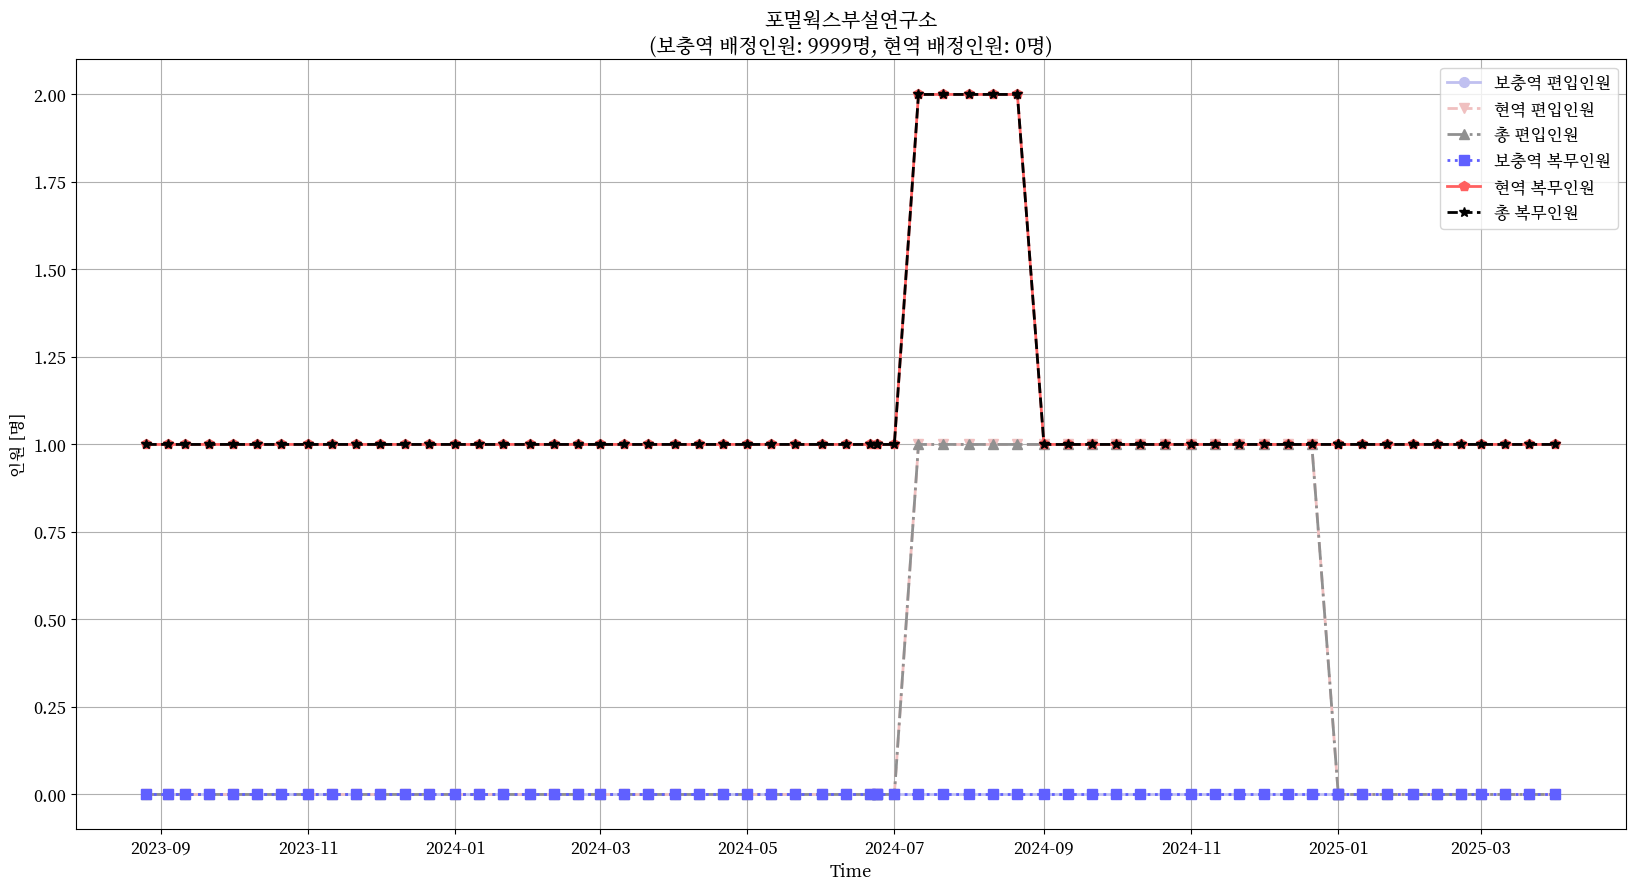 포멀웍스부설연구소
(보충역 배정인원: 9999명, 현역 배정인원: 0명)
보충역 편입인원
현역 편입인원
총 편입인원
보충역 복무인원
현역 복무인원
총 복무인원
인원 [명]
2.00
1.75
1.50
1.25
1.00
0.75
0.50
0.25
0.00
2023-09
2023-11
2024-01
2024-03
2024-05
2024-07
2024-09
2024-11
2025-01
2025-03
Time